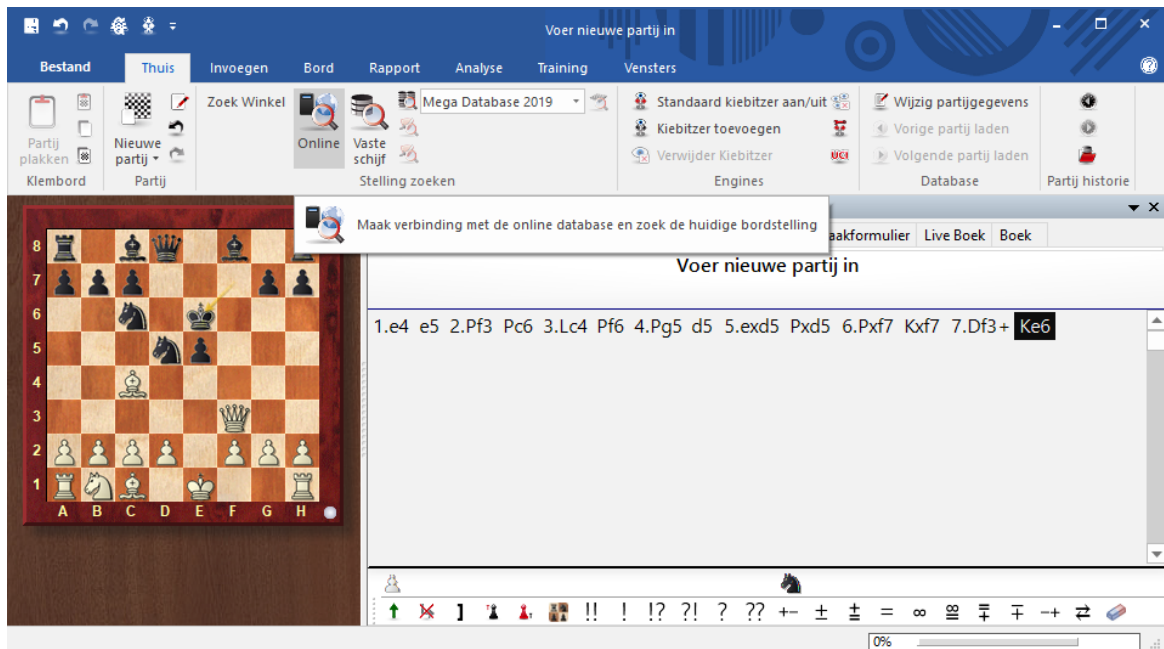 Voer nieuwe partij in
Bestand Thuis Invoegen Bord Rapport Analyse Training Vensters
Partij plakken
Klembord
Nieuwe partij
Partij
Zoek Winkel
Online
Vaste schijf
Mega Database 2019
Stelling zoeken
Standaard kiebitzer aan/uit
Kiebitzer toevoegen
Verwijder Kiebitzer
UCI
Engines
Wijzig partijgegevens
Vorige partij laden
Volgende partij laden
Database
Partij historie
Maak verbinding met de online database en zoek de huidige bordstelling
aakformulier Live Boek Boek
Voer nieuwe partij in
1.e4 e5 2.Pf3 Pc6 3.Lc4 Pf6 4.Pg5 d5 5.exd5 Pxd5 6.Pxf7 Kxf7 7.Df3+ Ke6
8
7
6
5
4
3
2
1
A B C D E F G H
] !! ! !? ?! ? ?? +- ± ⩲ = ∞ ⩱ ∓ -+ ⇄
0%